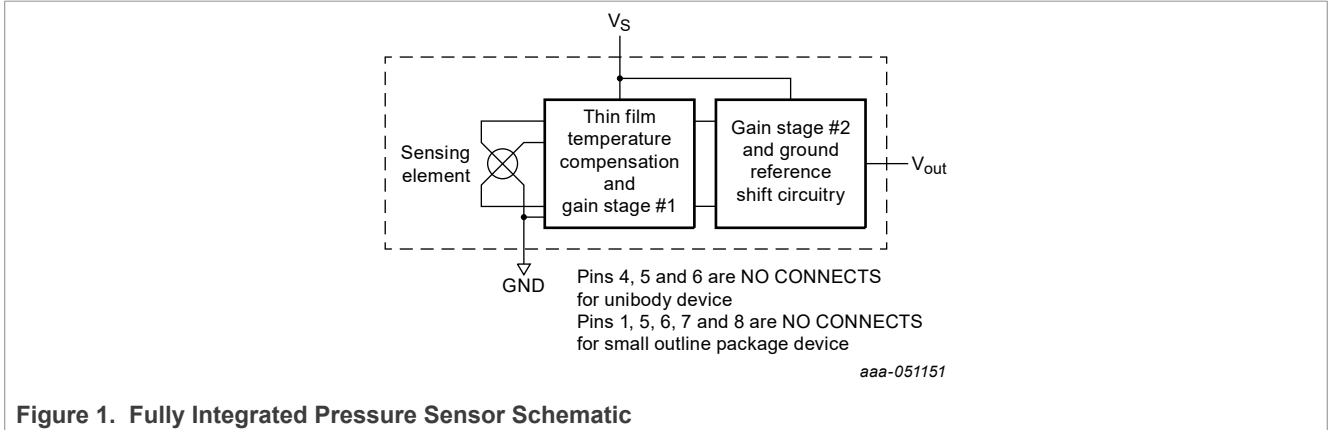 VS
Sensing
element
Thin film
temperature
compensation
and
gain stage #1
Gain stage #2
and ground
reference
shift circuitry
Vout
GND
Pins 4, 5 and 6 are NO CONNECTS
for unibody device
Pins 1, 5, 6, 7 and 8 are NO CONNECTS
for small outline package device
aaa-051151
Figure 1. Fully Integrated Pressure Sensor Schematic